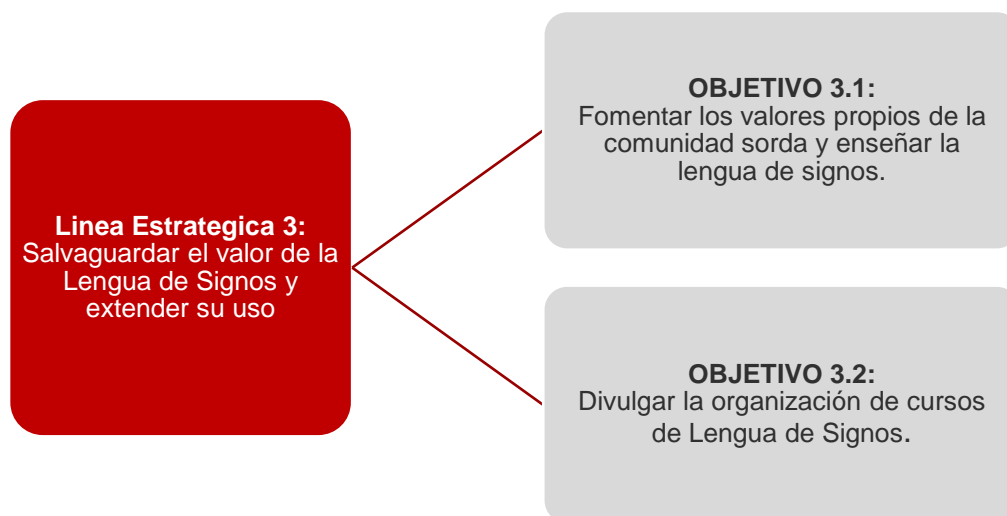 Linea Estrategica 3:
Salvaguardar el valor de la
Lengua de Signos y
extender su uso
OBJETIVO 3.1:
Fomentar los valores propios de la
comunidad sorda y enseñar la
lengua de signos.
OBJETIVO 3.2:
Divulgar la organización de cursos
de Lengua de Signos.